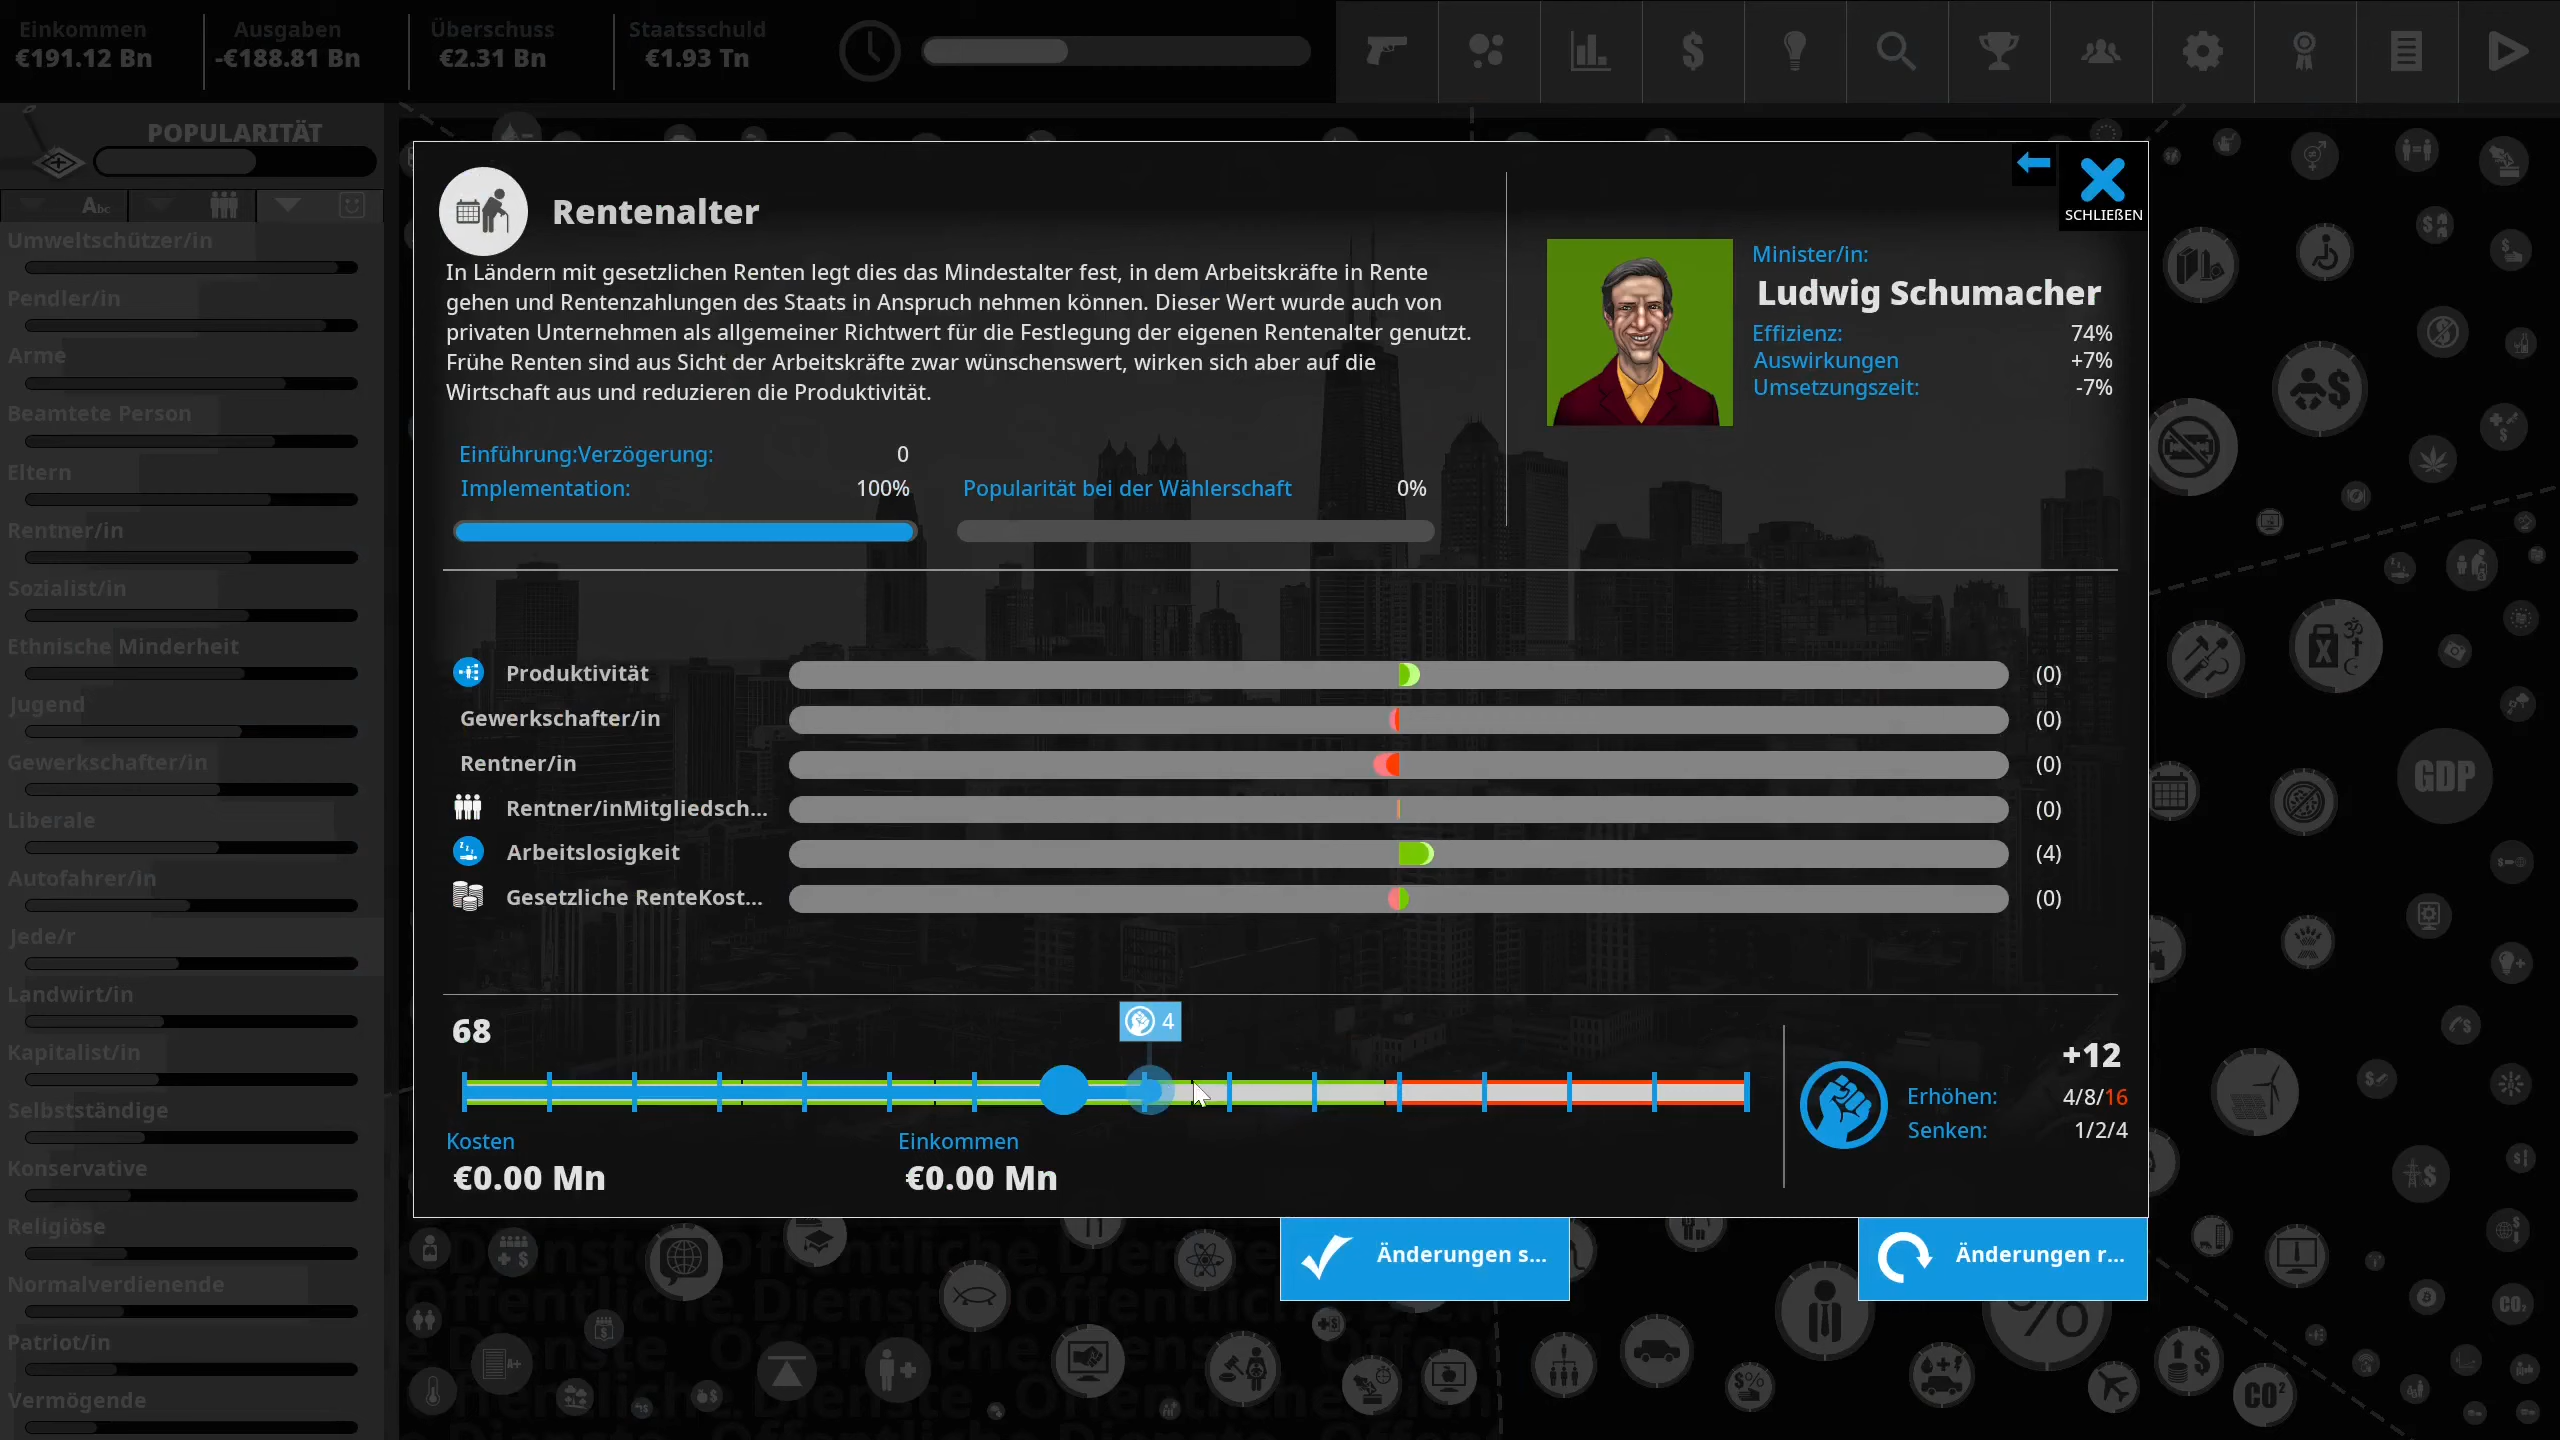 Einkommen
€191.12 Bn
Ausgaben
-€188.81 Bn
Überschuss
€2.31 Bn
Staatsschuld
€1.93 Tn
POPULARITÄT
Abc
Umweltschützer/in
Pendler/in
Arme
Beamtete Person
Eltern
Rentner/in
Sozialist/in
Ethnische Minderheit
Jugend
Gewerkschafter/in
Liberale
Autofahrer/in
Jede/r
Landwirt/in
Kapitalist/in
Selbstständige
Konservative
Religiöse
Normalverdienende
Patriot/in
Vermögende
Rentenalter
In Ländern mit gesetzlichen Renten legt dies das Mindestalter fest, in dem Arbeitskräfte in Rente
gehen und Rentenzahlungen des Staats in Anspruch nehmen können. Dieser Wert wurde auch von
privaten Unternehmen als allgemeiner Richtwert für die Festlegung der eigenen Rentenalter genutzt.
Frühe Renten sind aus Sicht der Arbeitskräfte zwar wünschenswert, wirken sich aber auf die
Wirtschaft aus und reduzieren die Produktivität.
SCHLIEẞEN
Minister/in:
Ludwig Schumacher
Effizienz: 74%
Auswirkungen +7%
Umsetzungszeit: -7%
Einführung:Verzögerung: 0
Implementation: 100%
Popularität bei der Wählerschaft 0%
Produktivität (0)
Gewerkschafter/in (0)
Rentner/in (0)
Rentner/inMitgliedsch... (0)
Arbeitslosigkeit (4)
Gesetzliche RenteKost... (0)
68
4
Kosten
€0.00 Mn
Einkommen
€0.00 Mn
+12
Erhöhen: 4/8/16
Senken: 1/2/4
Änderungen s...
Änderungen r...
GDP
CO²
CO₂